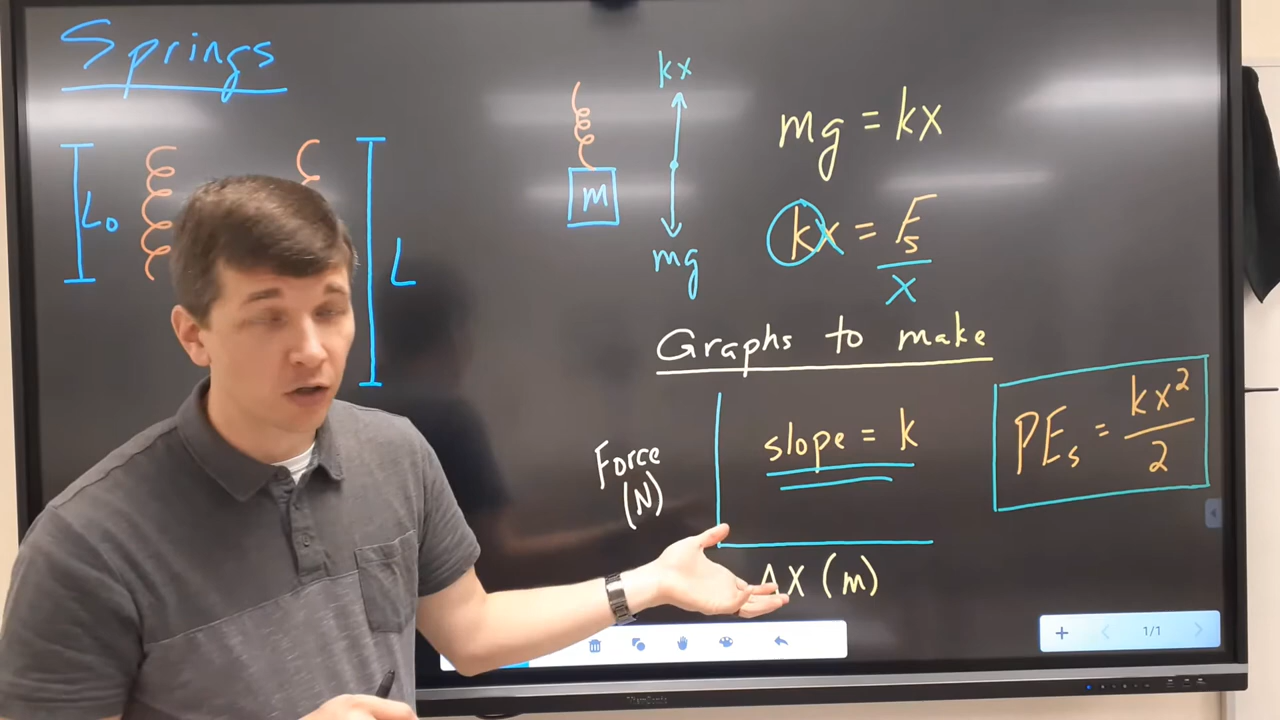 Springs
L₀
L
m
kx
mg
mg = kx
kx = Fs
x
Graphs to make
Force
(N)
slope = k
Δx (m)
PEs = kx²
2
1/1